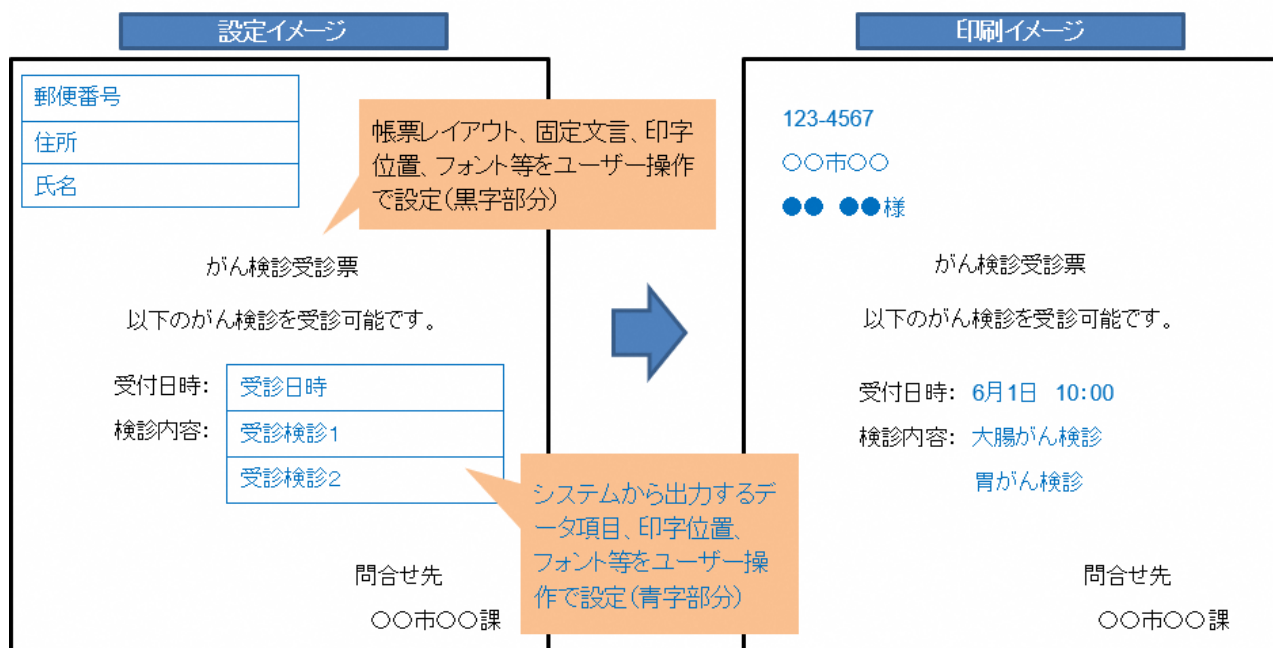 設定イメージ
郵便番号
住所
氏名
帳票レイアウト、固定文言、印字
位置、フォント等をユーザー操作
で設定(黒字部分)
がん検診受診票
以下のがん検診を受診可能です。
受付日時:
受診日時
検診内容:
受診検診1
受診検診2
システムから出力するデ
ータ項目、印字位置、
フォント等をユーザー操
作で設定(青字部分)
問合せ先
○○市○○課
印刷イメージ
123-4567
○○市○○
●● ●●様
がん検診受診票
以下のがん検診を受診可能です。
受付日時: 6月1日 10:00
検診内容: 大腸がん検診
胃がん検診
問合せ先
○○市○○課